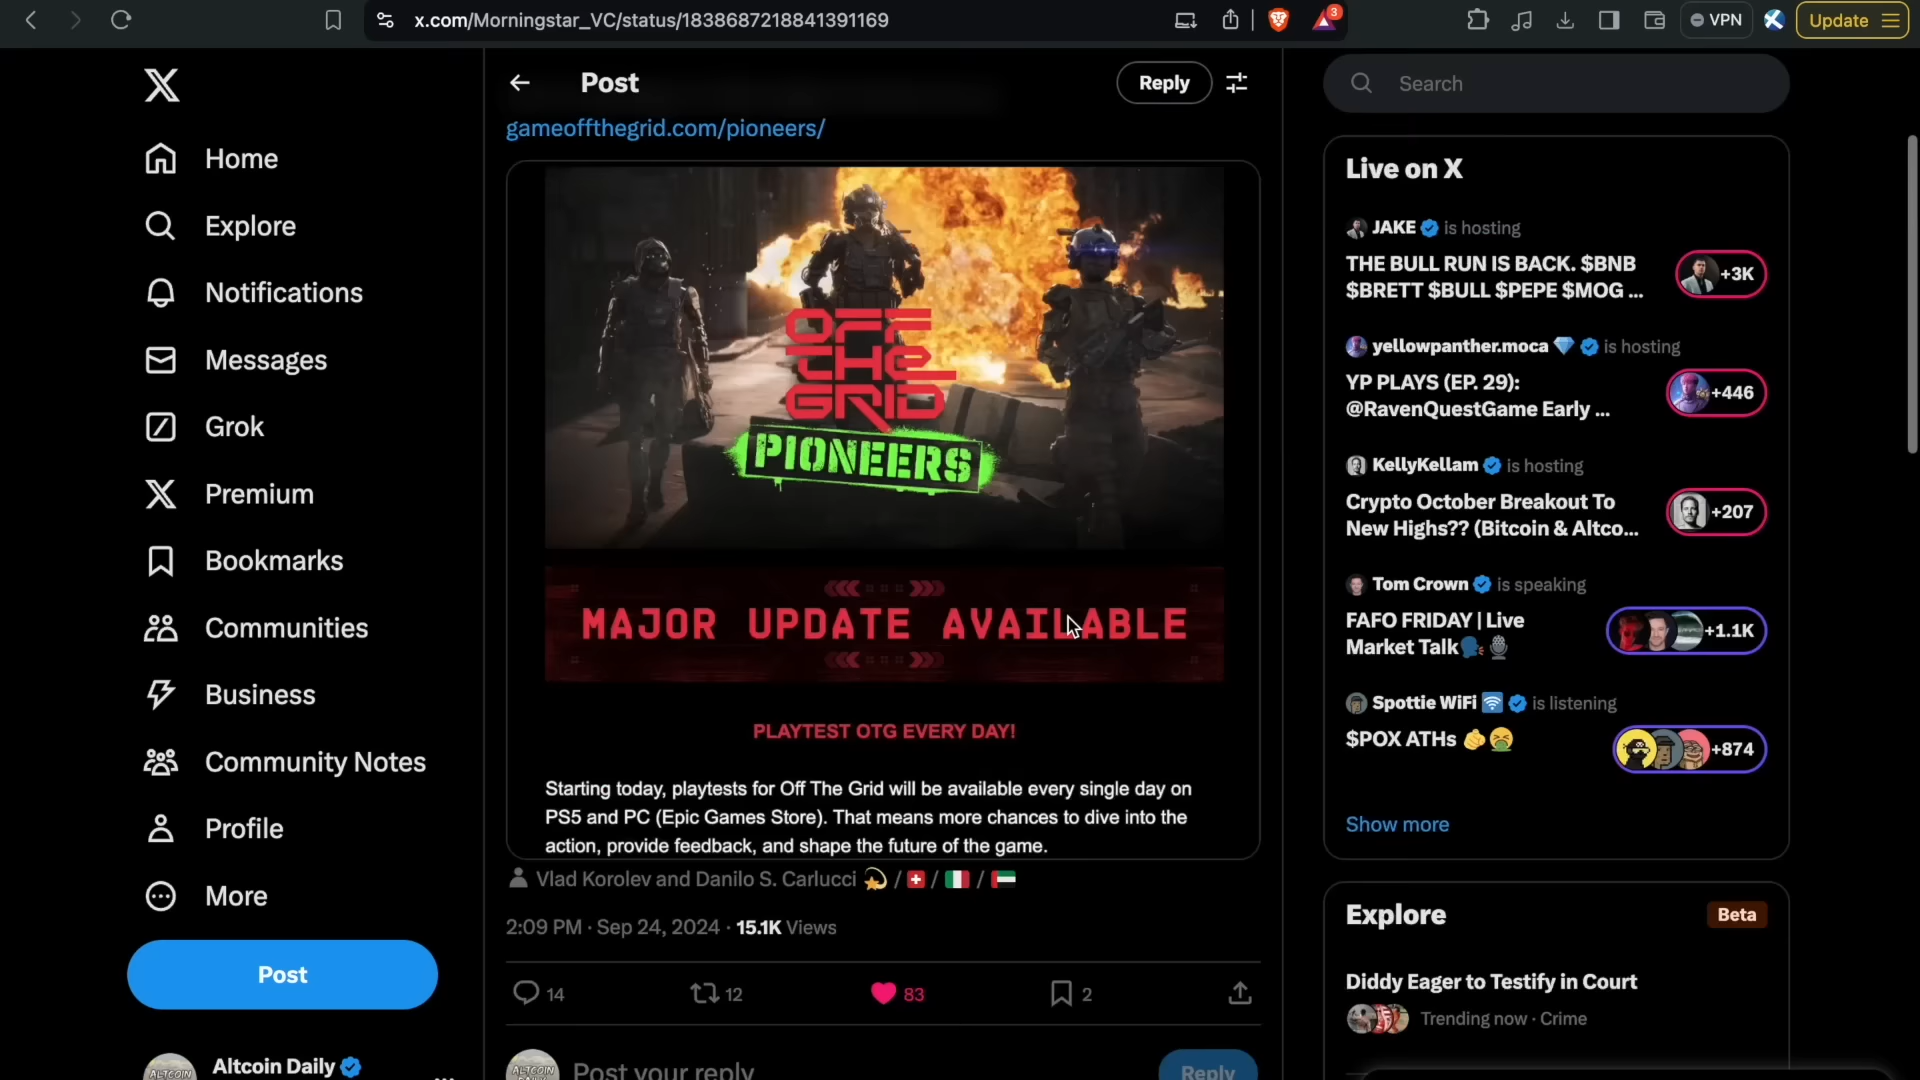 x.com/Morningstar_VC/status/1838687218841391169
3
VPN
Update
Home
Explore
Notifications
Messages
Grok
Premium
Bookmarks
Communities
Business
Community Notes
Profile
More
Post
Altcoin Daily
Post
Reply
gameoffthegrid.com/pioneers/
OFF
THE
GRID
PIONEERS
MAJOR UPDATE AVAILABLE
PLAYTEST OTG EVERY DAY!
Starting today, playtests for Off The Grid will be available every single day on
PS5 and PC (Epic Games Store). That means more chances to dive into the
action, provide feedback, and shape the future of the game.
Vlad Korolev and Danilo S. Carlucci 💫 / 🇨🇭 / 🇮🇹 / 🇦🇪
2:09 PM · Sep 24, 2024 · 15.1K Views
14
12
83
2
ALTCOIN
Post your reply
Reply
Search
Live on X
JAKE is hosting
THE BULL RUN IS BACK. $BNB
$BRETT $BULL $PEPE $MOG ...
+3K
yellowpanther.moca 💎 is hosting
YP PLAYS (EP. 29):
@RavenQuestGame Early ...
+446
KellyKellam is hosting
Crypto October Breakout To
New Highs?? (Bitcoin & Altco...
+207
Tom Crown is speaking
FAFO FRIDAY | Live
Market Talk🗣️🎙️
+1.1K
Spottie WiFi 🛜 is listening
$POX ATHs 🫵🤮
+874
Show more
Explore
Beta
Diddy Eager to Testify in Court
Trending now · Crime